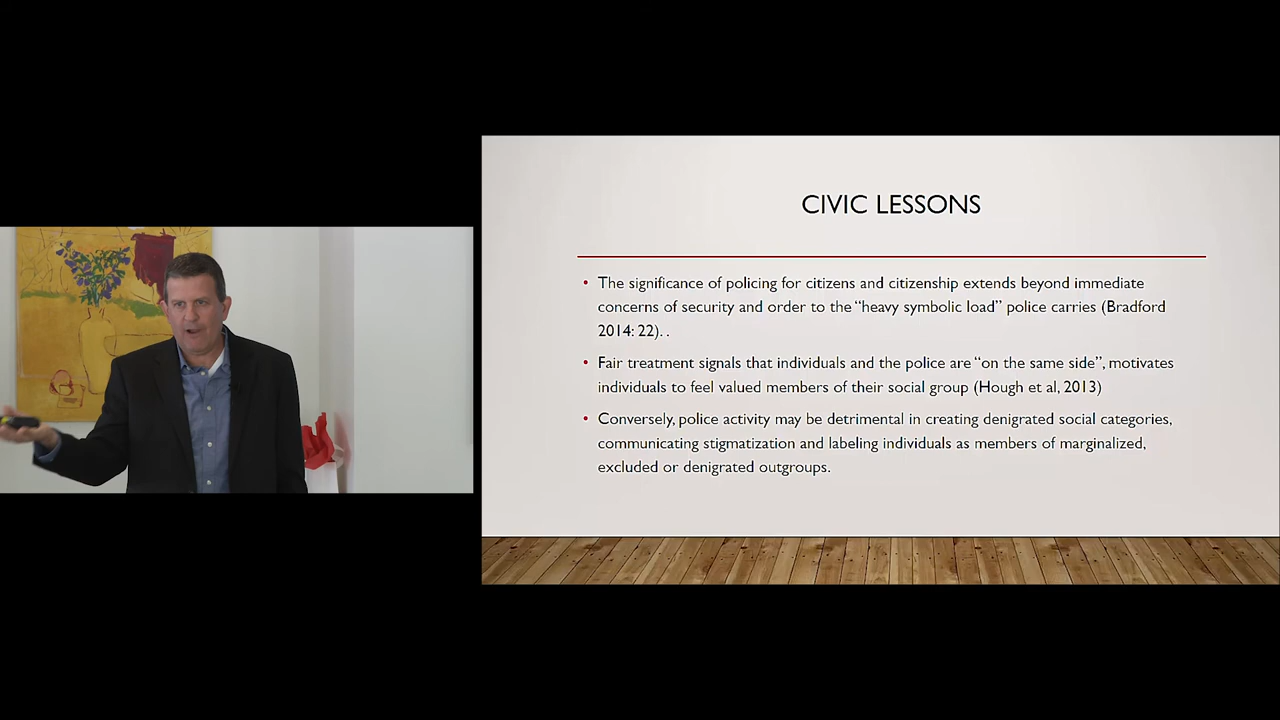 CIVIC LESSONS
• The significance of policing for citizens and citizenship extends beyond immediate
concerns of security and order to the “heavy symbolic load” police carries (Bradford
2014: 22). .
• Fair treatment signals that individuals and the police are “on the same side”, motivates
individuals to feel valued members of their social group (Hough et al, 2013)
• Conversely, police activity may be detrimental in creating denigrated social categories,
communicating stigmatization and labeling individuals as members of marginalized,
excluded or denigrated outgroups.